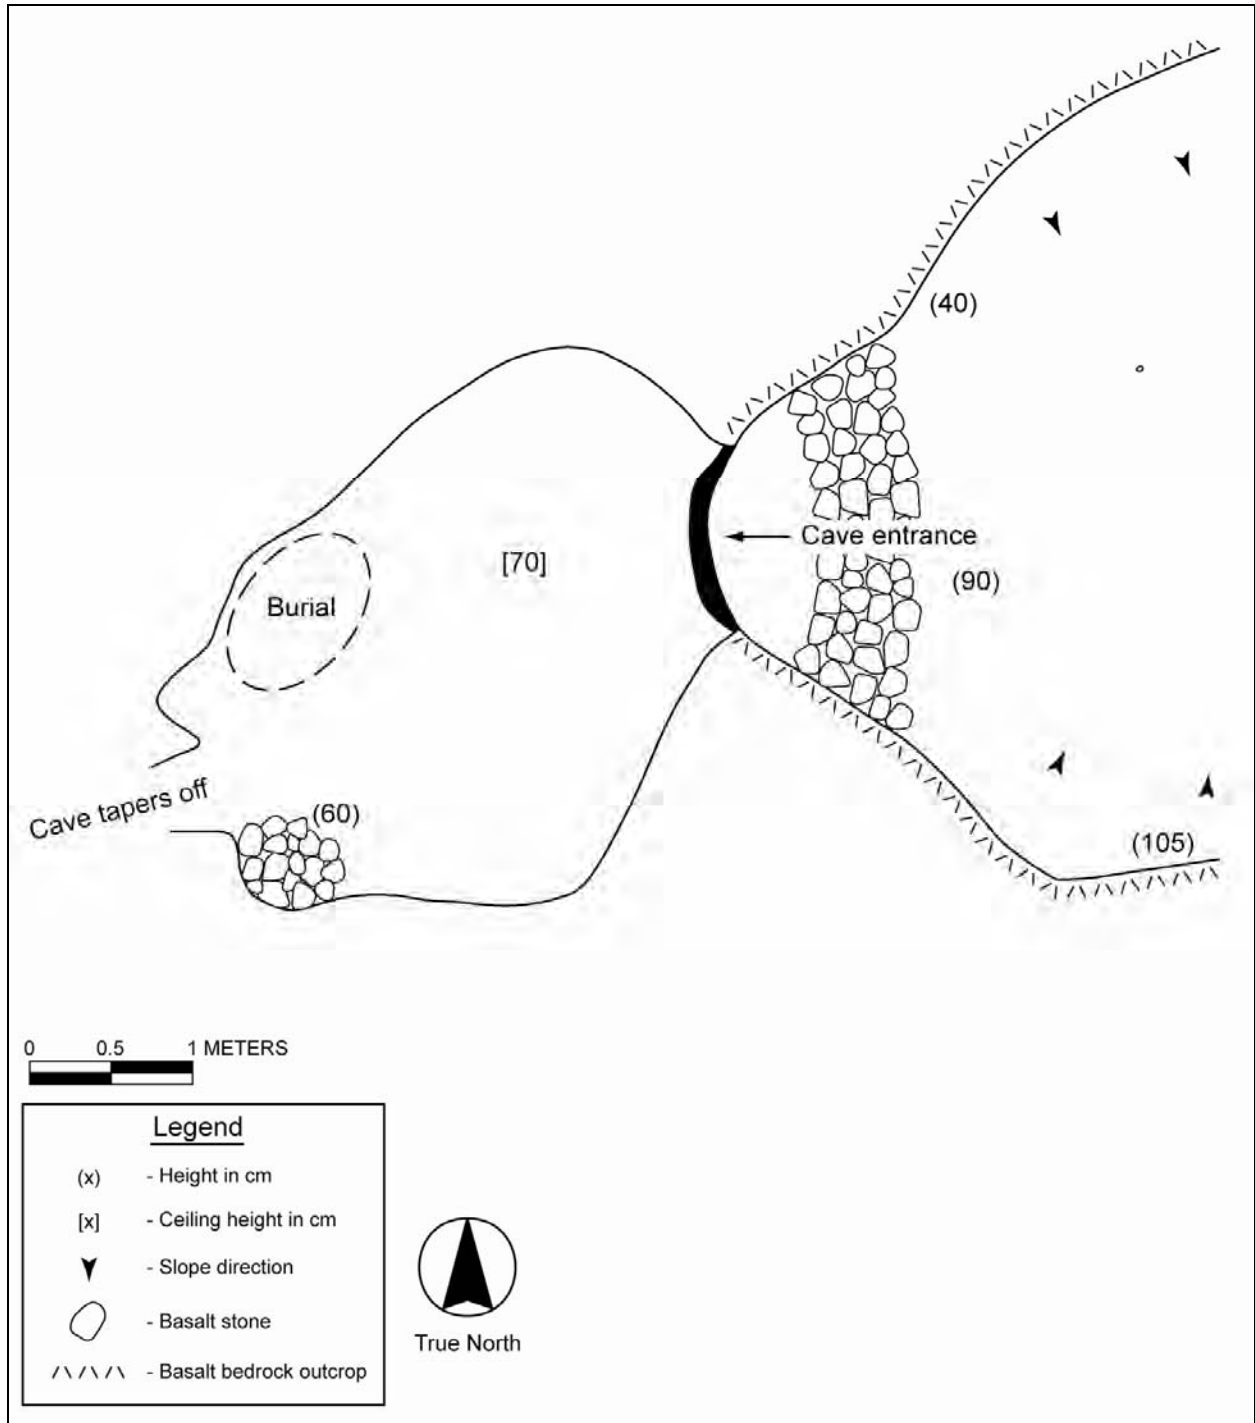 (40)
Cave entrance
[70]
(90)
Burial
Cave tapers off
(60)
(105)
0 0.5 1 METERS
Legend
(x) - Height in cm
[x] - Ceiling height in cm
- Slope direction
- Basalt stone
- Basalt bedrock outcrop
True North